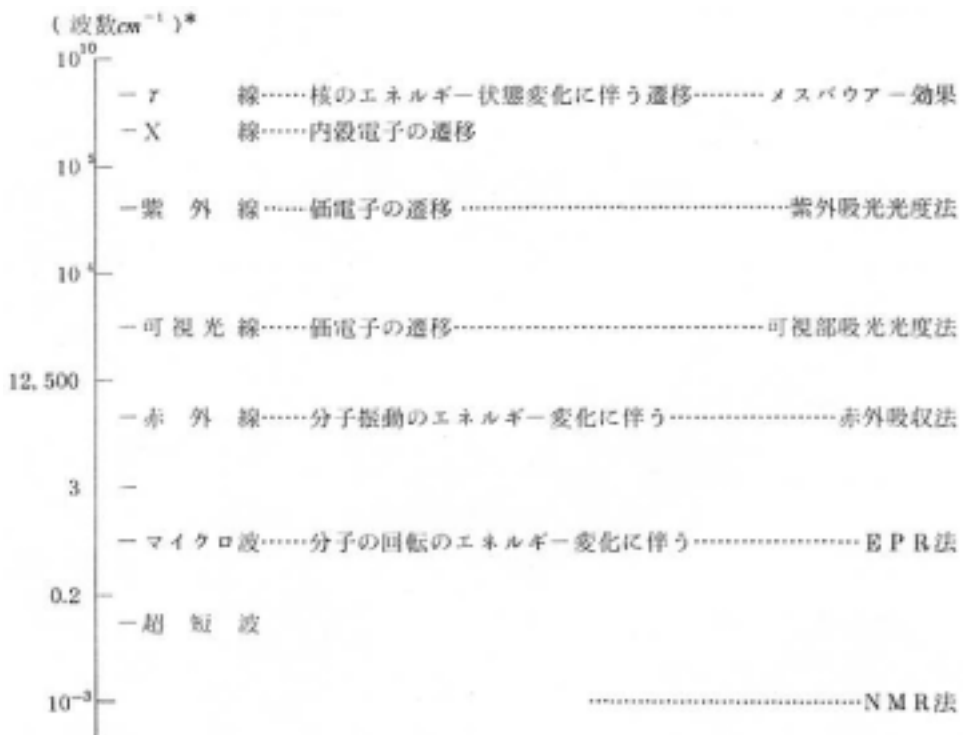 (波数cm⁻¹)*
10¹⁰
γ 線……核のエネルギー状態変化に伴う遷移………メスバウアー効果
X 線……内殻電子の遷移
10⁵
紫外線……価電子の遷移……………………紫外吸光光度法
10⁴
可視光線……価電子の遷移……………………可視部吸光光度法
12,500
赤外線……分子振動のエネルギー変化に伴う…………赤外吸収法
3
マイクロ波……分子の回転のエネルギー変化に伴う…………EPR法
0.2
超短波
10⁻³ ……………………NMR法